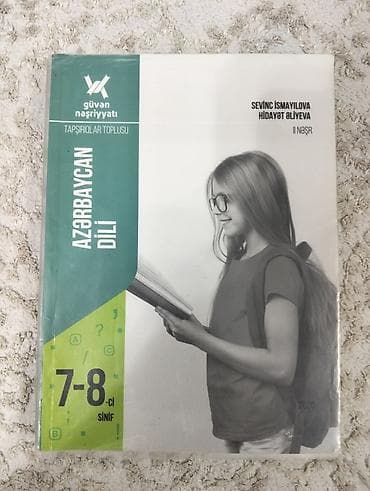 güvən
nəşriyyatı
TAPŞIRIQLAR TOPLUSU
SEVİNC İSMAYILOVA
HİDAYƏT ƏLİYEVA
II NƏŞR
AZƏRBAYCAN
DİLİ
A
?
C
7-8-ci
SİNİF
B